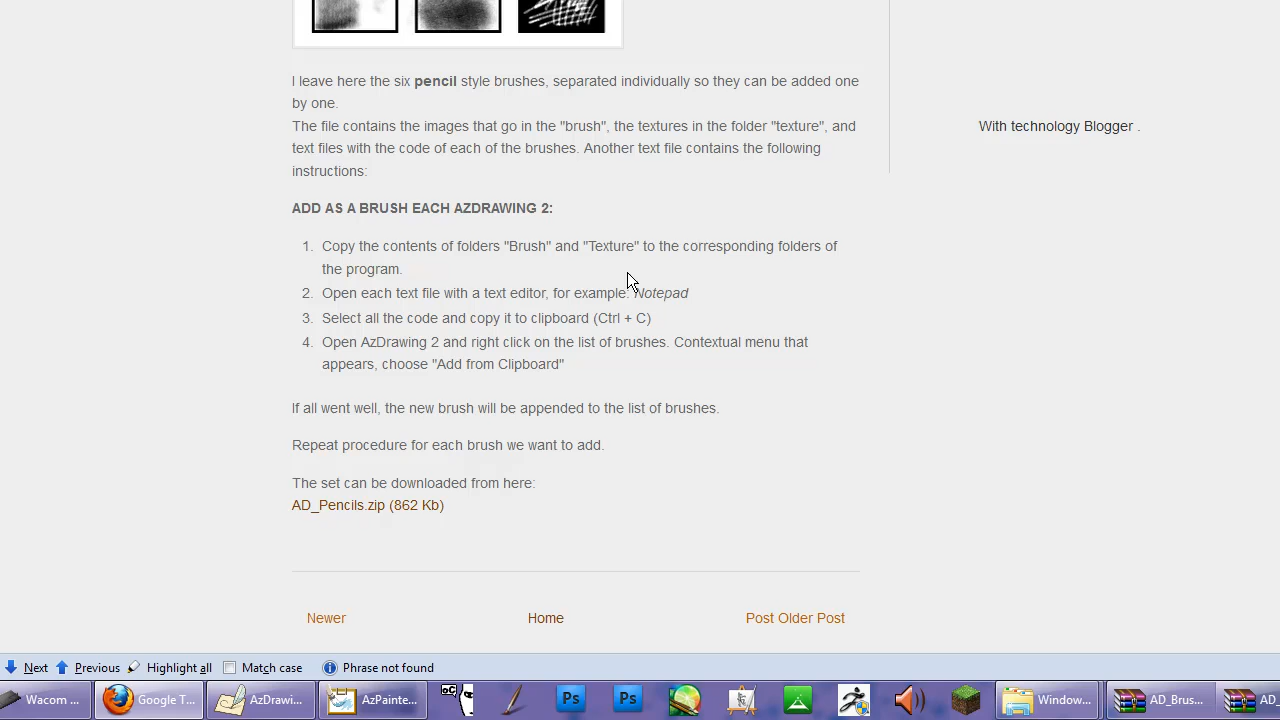 I leave here the six pencil style brushes, separated individually so they can be added one
by one.
With technology Blogger .
The file contains the images that go in the "brush", the textures in the folder "texture", and
text files with the code of each of the brushes. Another text file contains the following
instructions:
ADD AS A BRUSH EACH AZDRAWING 2:
1. Copy the contents of folders "Brush" and "Texture" to the corresponding folders of
the program.
2. Open each text file with a text editor, for example: Notepad
3. Select all the code and copy it to clipboard (Ctrl + C)
4. Open AzDrawing 2 and right click on the list of brushes. Contextual menu that
appears, choose "Add from Clipboard"
If all went well, the new brush will be appended to the list of brushes.
Repeat procedure for each brush we want to add.
The set can be downloaded from here:
AD_Pencils.zip (862 Kb)
Newer Home Post Older Post
Next Previous Highlight all Match case Phrase not found
Wacom ... Google T... AzDrawi... AzPainte... oC Ps Ps Window... AD_Brus... AD